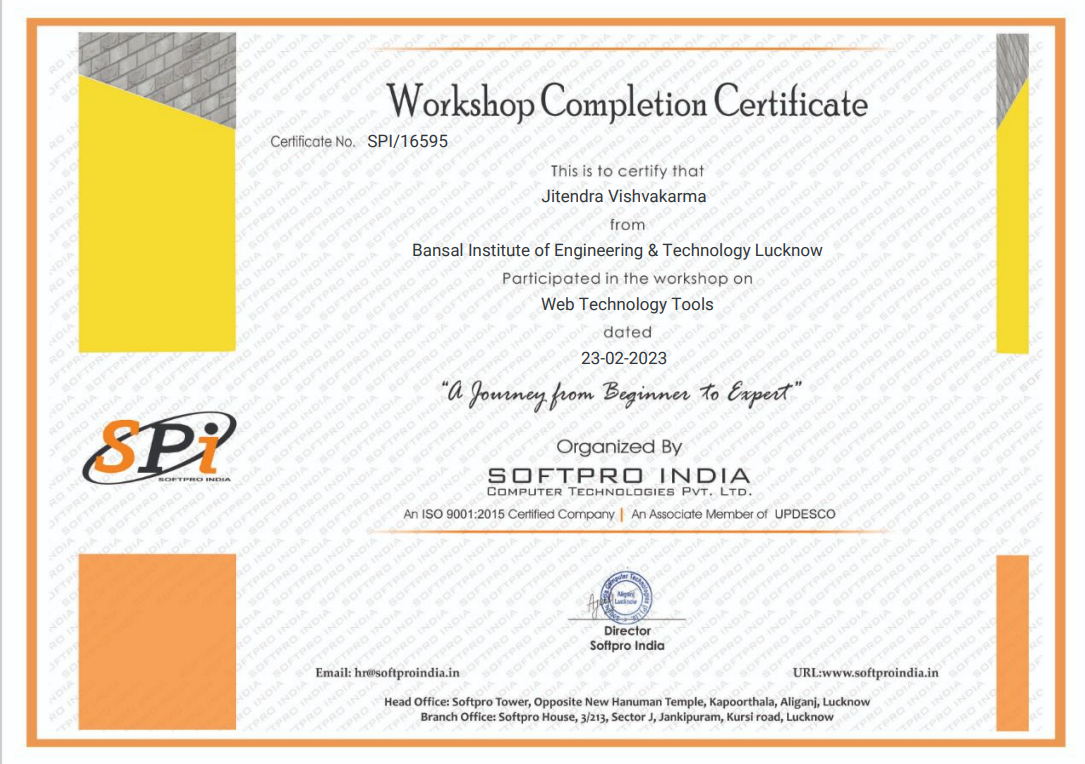 Workshop Completion Certificate
Certificate No. SPI/16595
This is to certify that
Jitendra Vishvakarma
from
Bansal Institute of Engineering & Technology Lucknow
Participated in the workshop on
Web Technology Tools
dated
23-02-2023
“A Journey from Beginner to Expert”
SPi
SOFTPRO INDIA
Organized By
SOFTPRO INDIA
COMPUTER TECHNOLOGIES PVT. LTD.
An ISO 9001:2015 Certified Company | An Associate Member of UPDESCO
Aliganj
Lucknow
Director
Softpro India
Email: hr@softproindia.in
URL:www.softproindia.in
Head Office: Softpro Tower, Opposite New Hanuman Temple, Kapoorthala, Aliganj, Lucknow
Branch Office: Softpro House, 3/213, Sector J, Jankipuram, Kursi road, Lucknow